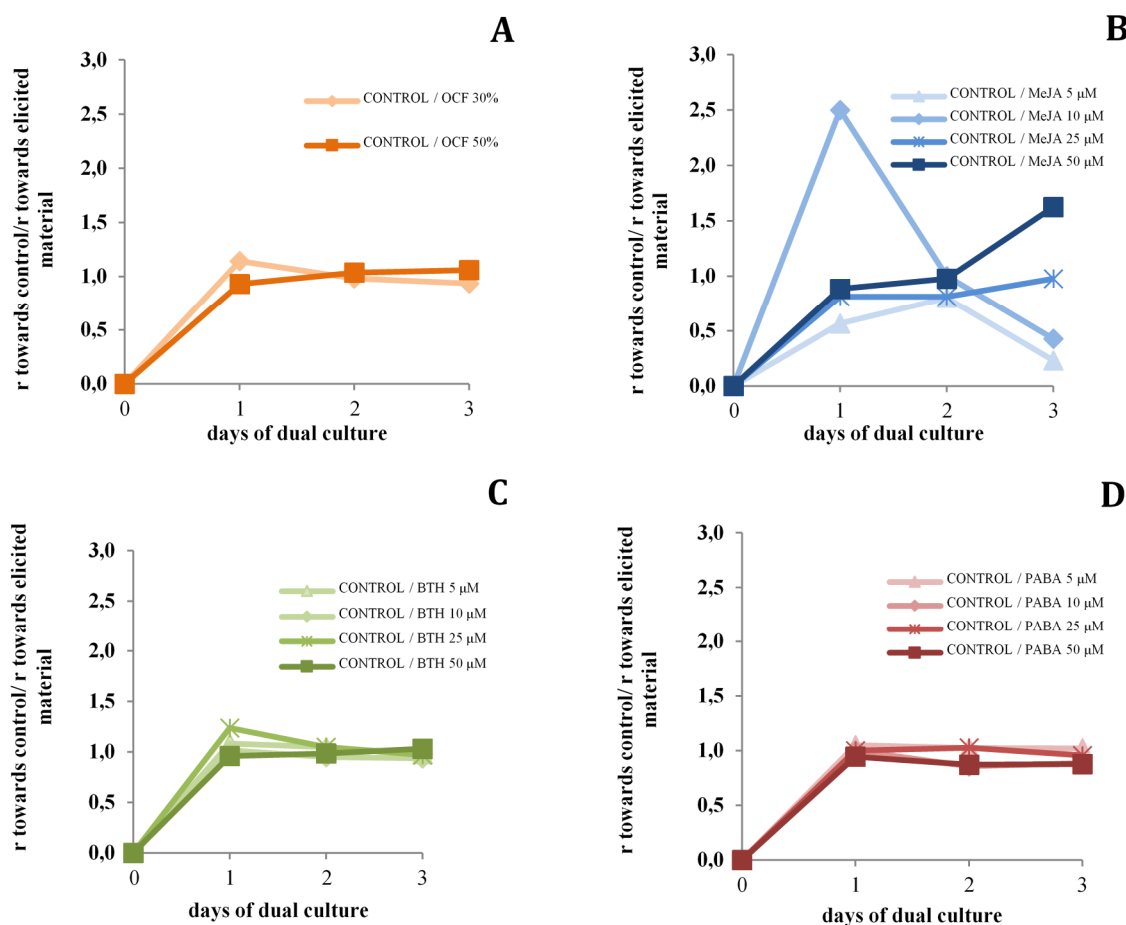 A
r towards control/ r towards elicited
material
3,0
2,5
2,0
1,5
1,0
0,5
0,0
CONTROL / OCF 30%
CONTROL / OCF 50%
0
1
2
3
days of dual culture
B
r towards control/ r towards elicited
material
3,0
2,5
2,0
1,5
1,0
0,5
0,0
CONTROL / MeJA 5 µM
CONTROL / MeJA 10 µM
CONTROL / MeJA 25 µM
CONTROL / MeJA 50 µM
0
1
2
3
days of dual culture
C
r towards control/ r towards elicited
material
3,0
2,5
2,0
1,5
1,0
0,5
0,0
CONTROL / BTH 5 µM
CONTROL / BTH 10 µM
CONTROL / BTH 25 µM
CONTROL / BTH 50 µM
0
1
2
3
days of dual culture
D
r towards control/ r towards elicited
material
3,0
2,5
2,0
1,5
1,0
0,5
0,0
CONTROL / PABA 5 µM
CONTROL / PABA 10 µM
CONTROL / PABA 25 µM
CONTROL / PABA 50 µM
0
1
2
3
days of dual culture